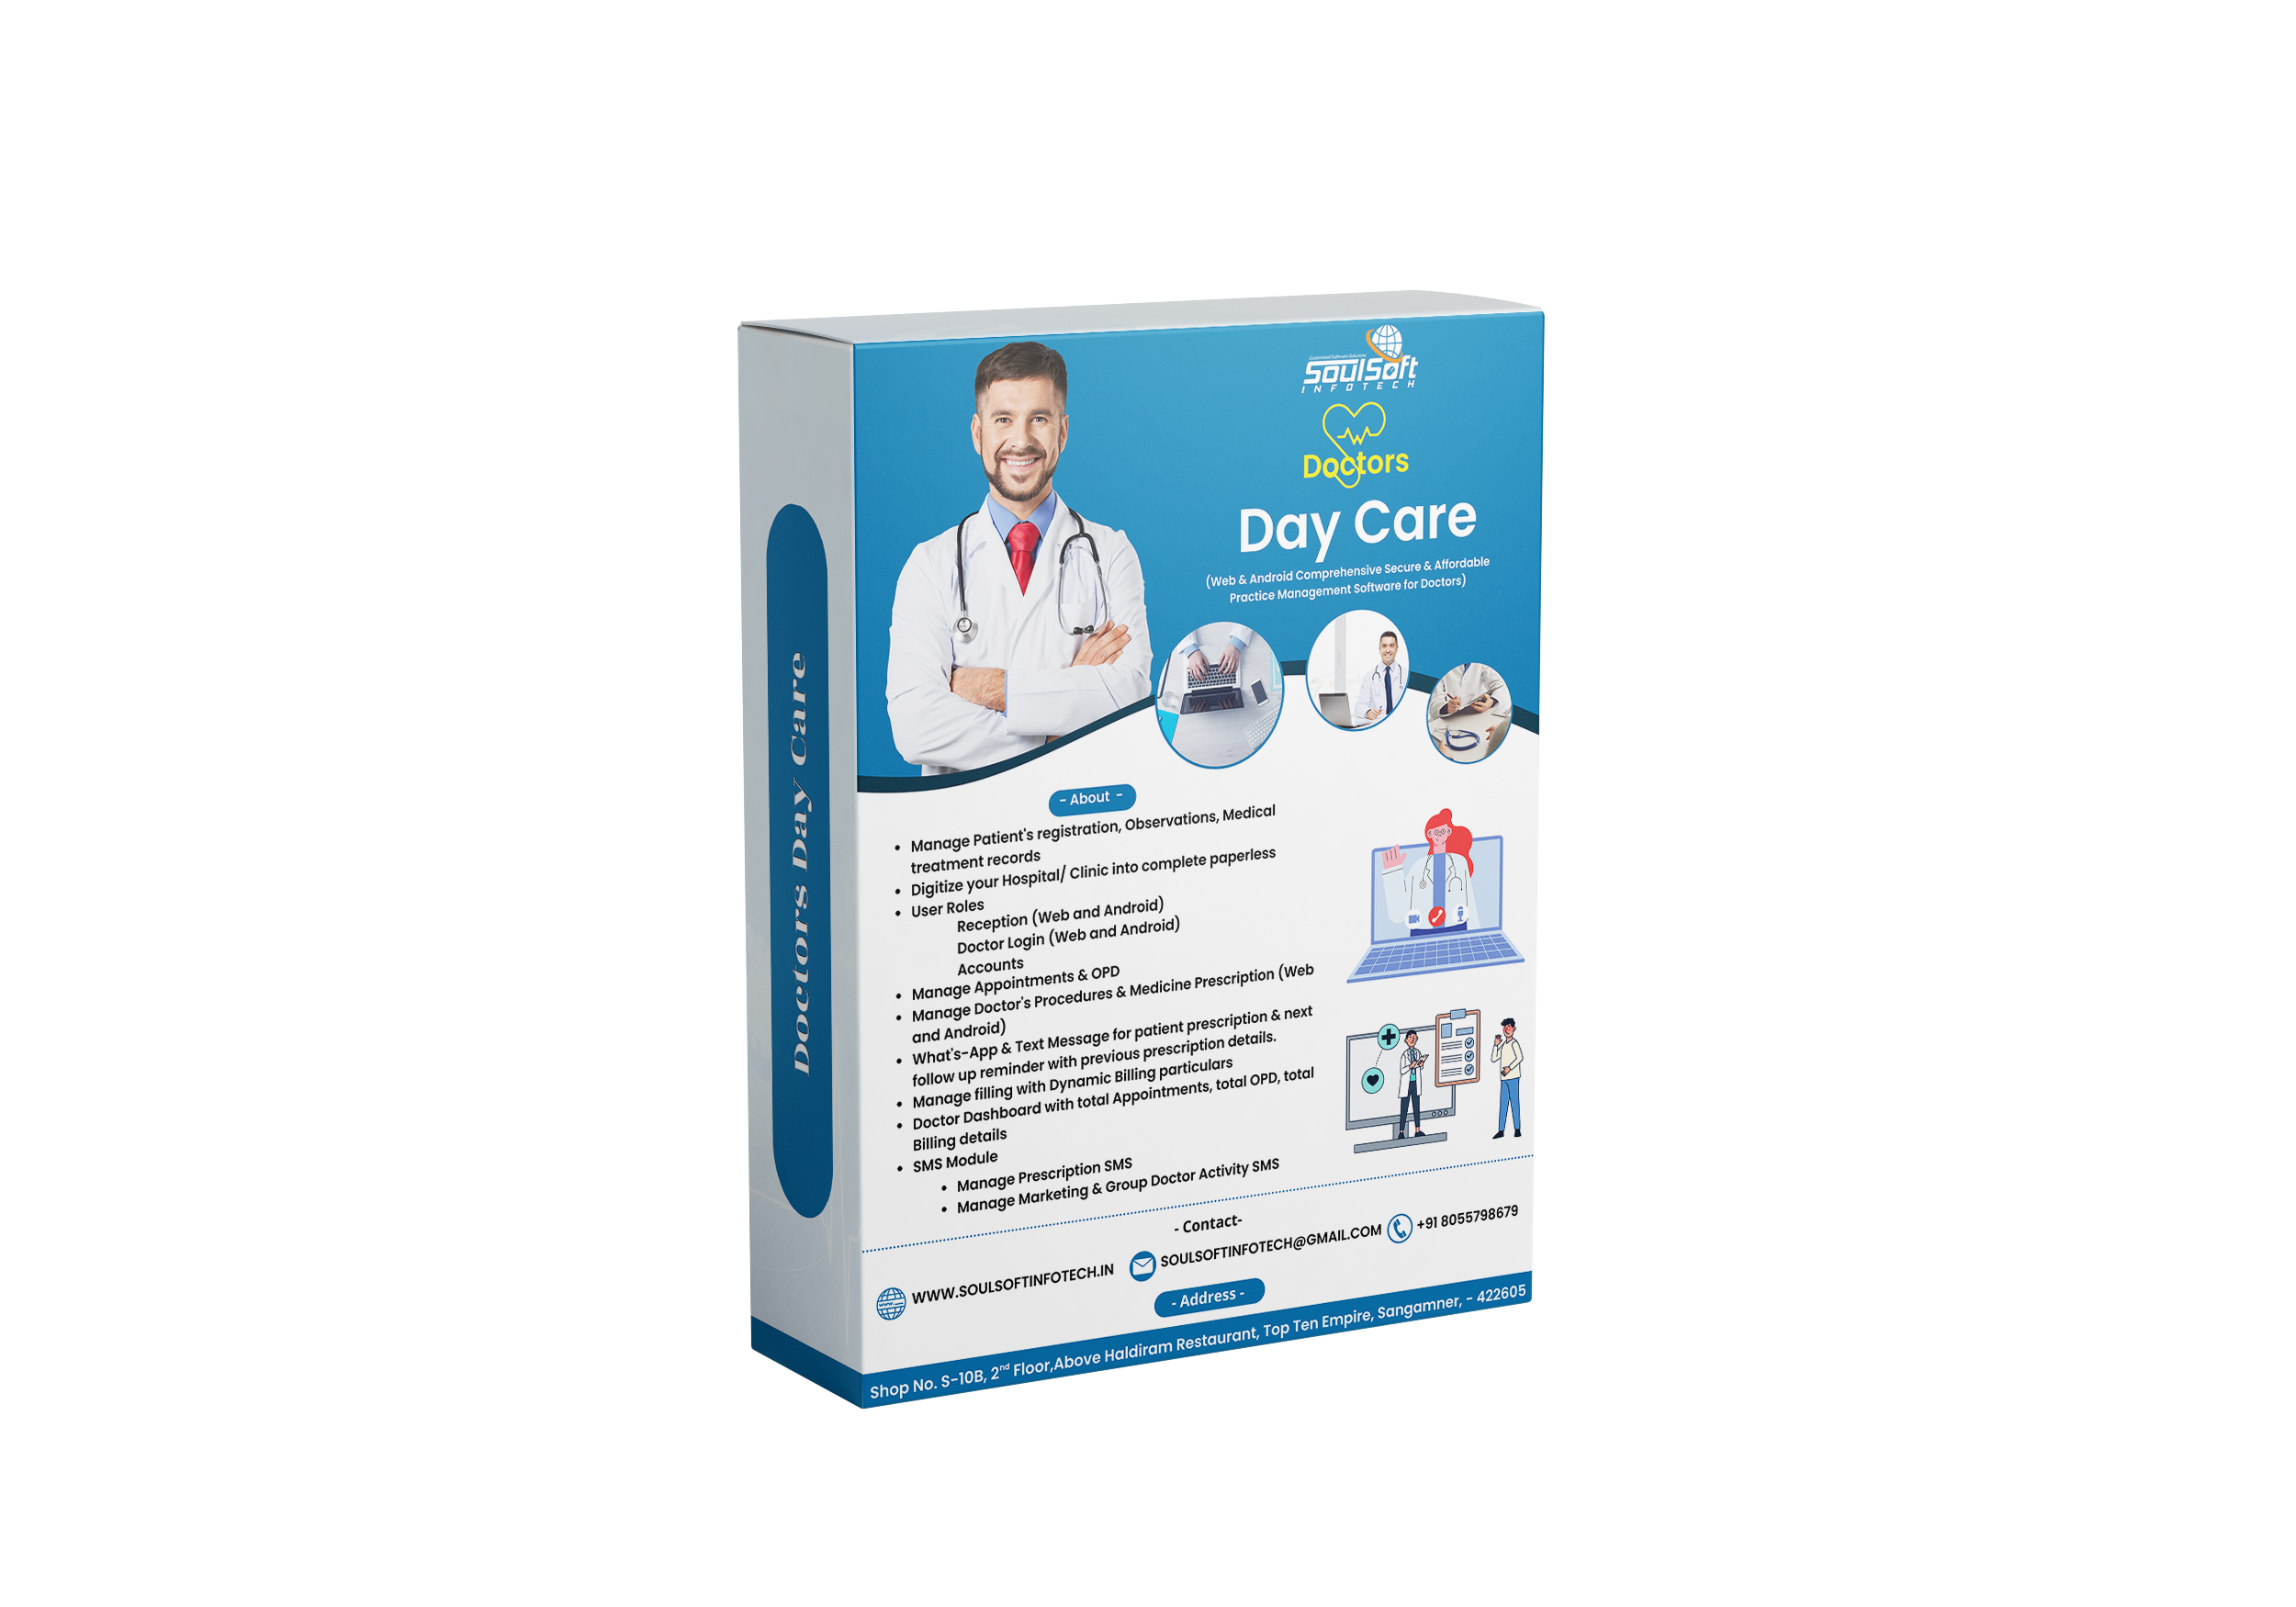 Customised Software Solutions
SoulSoft
INFOTECH
Doctors
Day Care
(Web & Android Comprehensive Secure & Affordable
Practice Management Software for Doctors)
Doctors Day Care
- About -
• Manage Patient's registration, Observations, Medical
treatment records
• Digitize your Hospital/ Clinic into complete paperless
• User Roles
Reception (Web and Android)
Doctor Login (Web and Android)
Accounts
• Manage Appointments & OPD
• Manage Doctor's Procedures & Medicine Prescription (Web
and Android)
• What's-App & Text Message for patient prescription & next
follow up reminder with previous prescription details.
• Manage filling with Dynamic Billing particulars
• Doctor Dashboard with total Appointments, total OPD, total
Billing details
• SMS Module
• Manage Prescription SMS
• Manage Marketing & Group Doctor Activity SMS
- Contact-
WWW.SOULSOFTINFOTECH.IN
SOULSOFTINFOTECH@GMAIL.COM
+91 8055798679
- Address -
Shop No. S-10B, 2nd Floor,Above Haldiram Restaurant, Top Ten Empire, Sangamner, - 422605